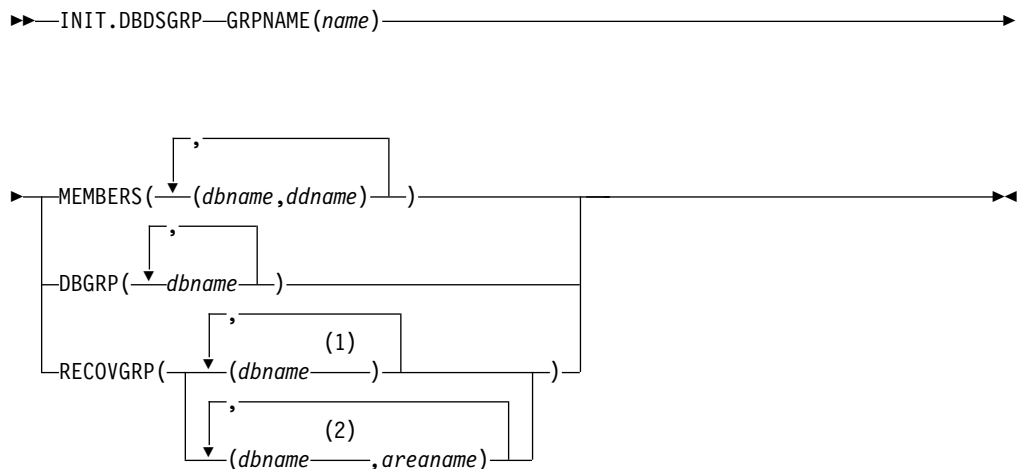 INIT.DBDSGRP GRPNAME(name)
,
MEMBERS( (dbname,ddname) )
,
DBGRP( dbname )
,
(1)
RECOVGRP( (dbname ) )
,
(2)
(dbname ,areaname)